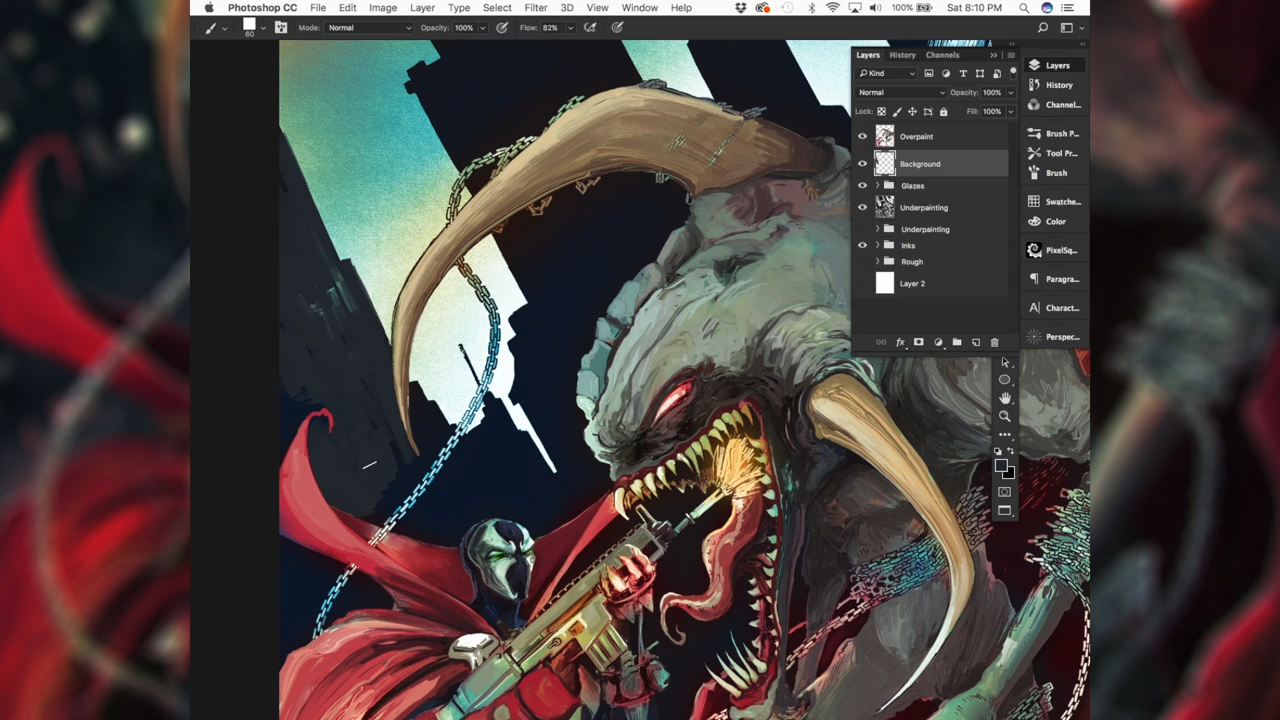 Photoshop CC File Edit Image Layer Type Select Filter 3D View Window Help 100% Sat 8:10 PM
60 Mode: Normal Opacity: 100% Flow: 82%
Layers History Channels
Kind
Normal Opacity: 100%
Lock: Fill: 100%
Overpaint
Background
Glazes
Underpainting
Underpainting
Inks
Rough
Layer 2
fx
Layers
History
Channel...
Brush P...
Tool Pr...
Brush
Swatche...
Color
PixelSq...
Paragra...
Charact...
Perspec...